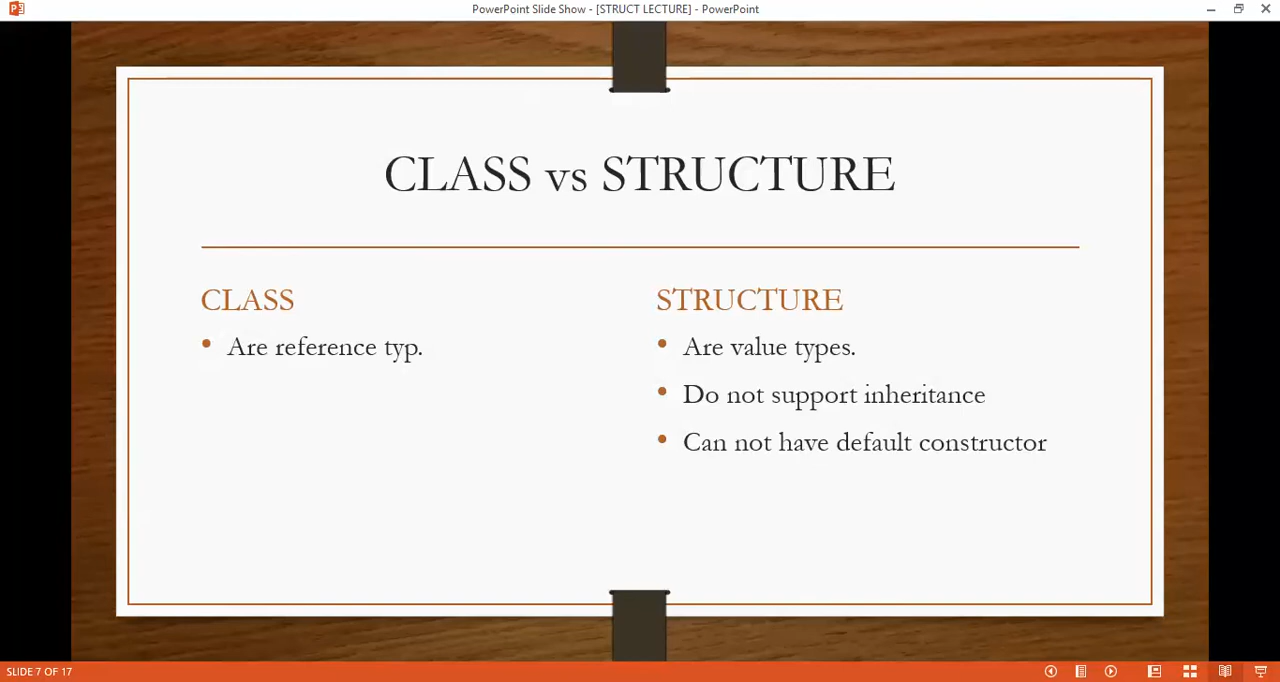 PowerPoint Slide Show - [STRUCT LECTURE] - PowerPoint
CLASS vs STRUCTURE
CLASS
• Are reference typ.
STRUCTURE
• Are value types.
• Do not support inheritance
• Can not have default constructor
SLIDE 7 OF 17